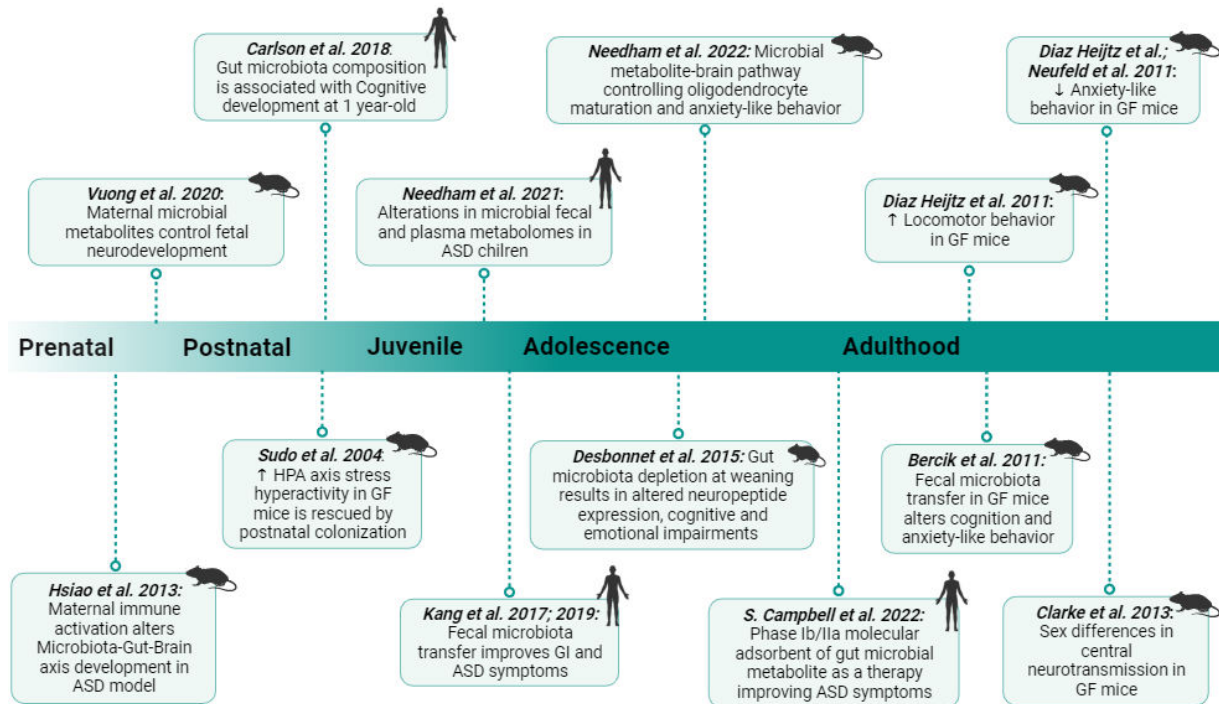 Carlson et al. 2018:
Gut microbiota composition
is associated with Cognitive
development at 1 year-old
Needham et al. 2022: Microbial
metabolite-brain pathway
controlling oligodendrocyte
maturation and anxiety-like behavior
Diaz Heijtz et al.;
Neufeld et al. 2011:
↓ Anxiety-like
behavior in GF mice
Vuong et al. 2020:
Maternal microbial
metabolites control fetal
neurodevelopment
Needham et al. 2021:
Alterations in microbial fecal
and plasma metabolomes in
ASD chilren
Diaz Heijtz et al. 2011:
↑ Locomotor behavior
in GF mice
Prenatal
Postnatal
Juvenile
Adolescence
Adulthood
Sudo et al. 2004:
↑ HPA axis stress
hyperactivity in GF
mice is rescued by
postnatal colonization
Desbonnet et al. 2015: Gut
microbiota depletion at weaning
results in altered neuropeptide
expression, cognitive and
emotional impairments
Bercik et al. 2011:
Fecal microbiota
transfer in GF mice
alters cognition and
anxiety-like behavior
Hsiao et al. 2013:
Maternal immune
activation alters
Microbiota-Gut-Brain
axis development in
ASD model
Kang et al. 2017; 2019:
Fecal microbiota
transfer improves GI and
ASD symptoms
S. Campbell et al. 2022:
Phase Ib/IIa molecular
adsorbent of gut microbial
metabolite as a therapy
improving ASD symptoms
Clarke et al. 2013:
Sex differences in
central
neurotransmission in
GF mice